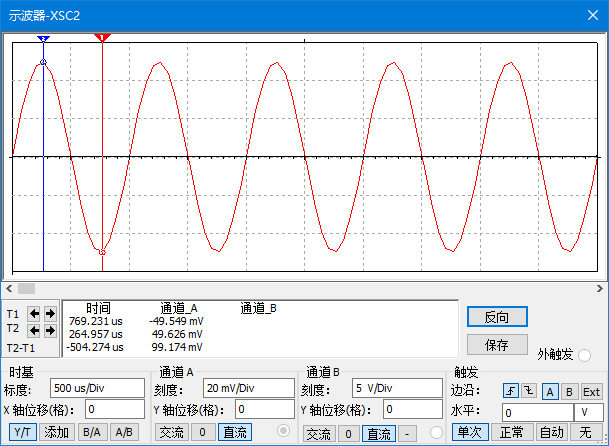 示波器-XSC2
2 1
时间 通道_A 通道_B
T1 769.231 us -49.549 mV
T2 264.957 us 49.626 mV
T2-T1 -504.274 us 99.174 mV
反向
保存
外触发
时基 通道 A 通道 B 触发
标度: 500 us/Div 刻度: 20 mV/Div 刻度: 5 V/Div 边沿: A B Ext
X 轴位移(格): 0 Y 轴位移(格): 0 Y 轴位移(格): 0 水平: 0 V
Y/T 添加 B/A A/B 交流 0 直流 交流 0 直流 - 单次 正常 自动 无